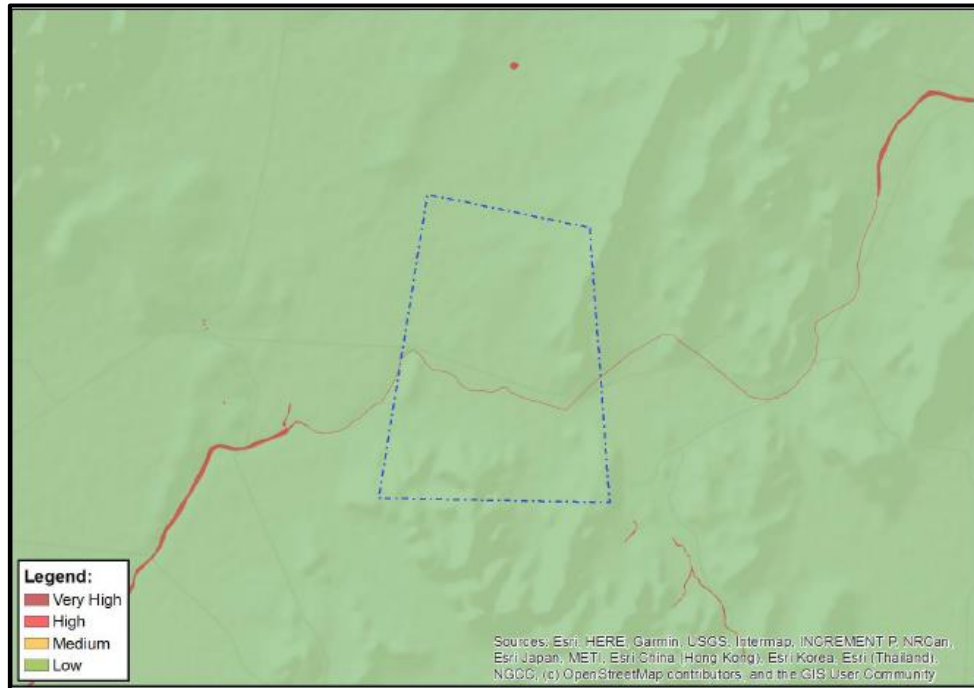 Legend:
Very High
High
Medium
Low
Sources: Esri, HERE, Garmin, USGS, Intermap, INCREMENT P, NRCan,
Esri Japan, METI, Esri China (Hong Kong), Esri Korea, Esri (Thailand),
NGCC, (c) OpenStreetMap contributors, and the GIS User Community